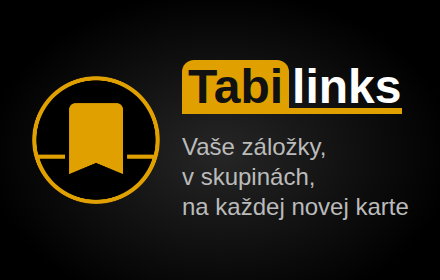 Tabi links
Vaše záložky,
v skupinách,
na každej novej karte